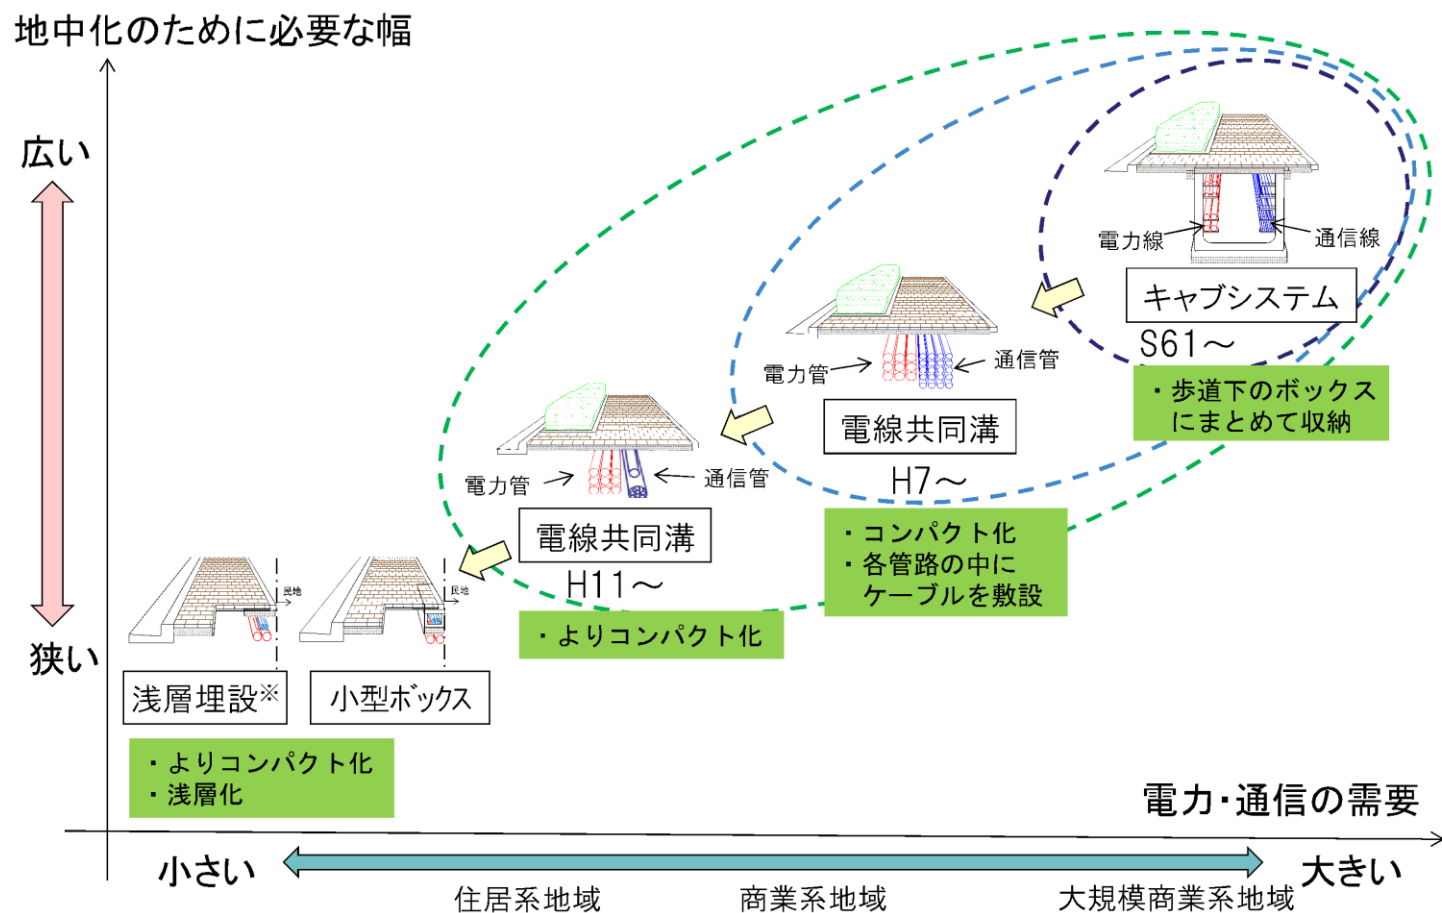 地中化のために必要な幅
広い
狭い
電力線
通信線
キャブシステム
S61～
・歩道下のボックス
にまとめて収納
電力管
通信管
電線共同溝
H7～
・コンパクト化
・各管路の中に
ケーブルを敷設
電力管
通信管
電線共同溝
H11～
・よりコンパクト化
民地
民地
浅層埋設※
小型ボックス
・よりコンパクト化
・浅層化
電力・通信の需要
小さい
大きい
住居系地域
商業系地域
大規模商業系地域